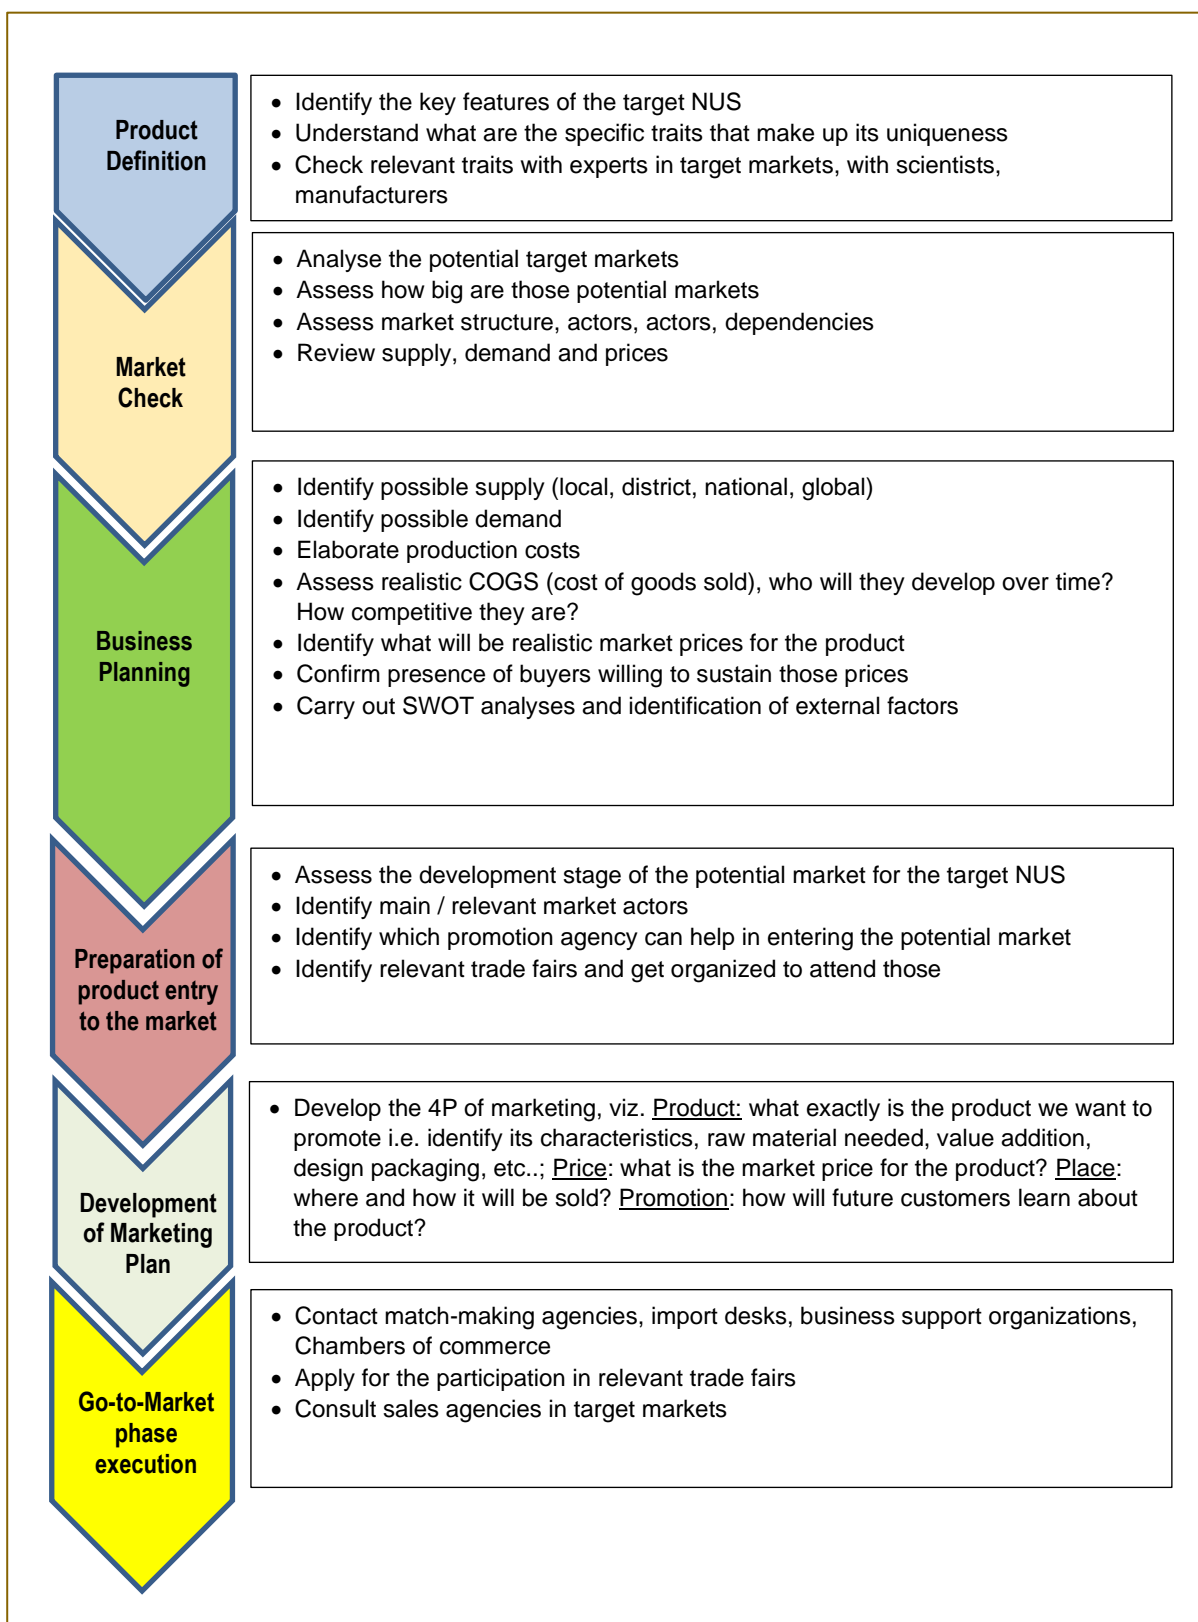 Product
Definition
• Identify the key features of the target NUS
• Understand what are the specific traits that make up its uniqueness
• Check relevant traits with experts in target markets, with scientists,
manufacturers
Market
Check
• Analyse the potential target markets
• Assess how big are those potential markets
• Assess market structure, actors, actors, dependencies
• Review supply, demand and prices
Business
Planning
• Identify possible supply (local, district, national, global)
• Identify possible demand
• Elaborate production costs
• Assess realistic COGS (cost of goods sold), who will they develop over time?
How competitive they are?
• Identify what will be realistic market prices for the product
• Confirm presence of buyers willing to sustain those prices
• Carry out SWOT analyses and identification of external factors
Preparation of
product entry
to the market
• Assess the development stage of the potential market for the target NUS
• Identify main / relevant market actors
• Identify which promotion agency can help in entering the potential market
• Identify relevant trade fairs and get organized to attend those
Development
of Marketing
Plan
• Develop the 4P of marketing, viz. Product: what exactly is the product we want to
promote i.e. identify its characteristics, raw material needed, value addition,
design packaging, etc..; Price: what is the market price for the product? Place:
where and how it will be sold? Promotion: how will future customers learn about
the product?
Go-to-Market
phase
execution
• Contact match-making agencies, import desks, business support organizations,
Chambers of commerce
• Apply for the participation in relevant trade fairs
• Consult sales agencies in target markets